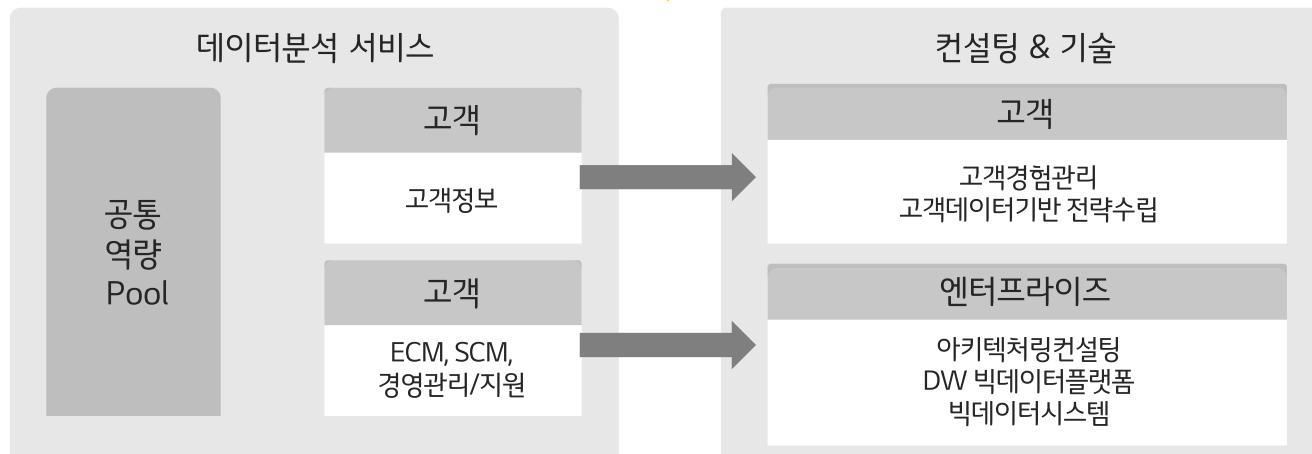 데이터분석 서비스
공통
역량
Pool
고객
고객정보
고객
ECM, SCM,
경영관리/지원
컨설팅 & 기술
고객
고객경험관리
고객데이터기반 전략수립
엔터프라이즈
아키텍처링컨설팅
DW 빅데이터플랫폼
빅데이터시스템